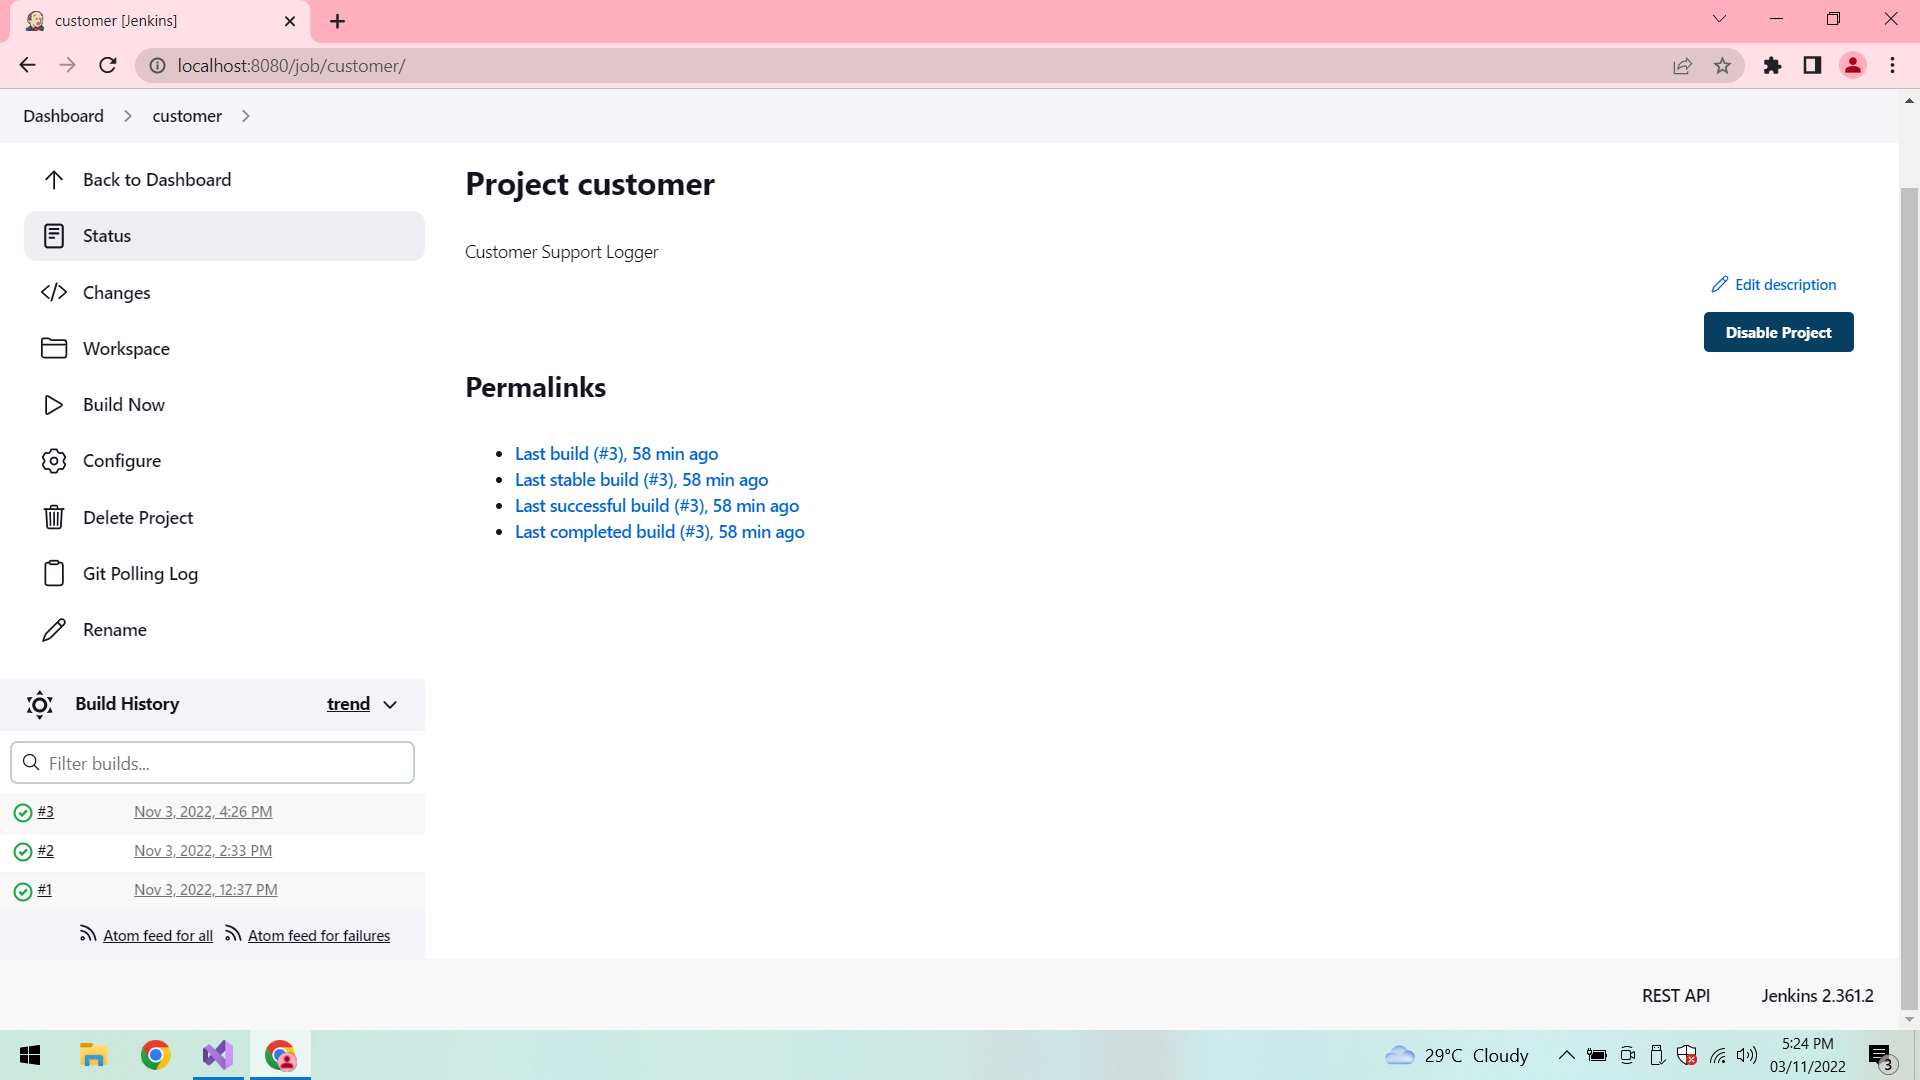 customer [Jenkins]
localhost:8080/job/customer/
Dashboard
customer
Back to Dashboard
Status
Changes
Workspace
Build Now
Configure
Delete Project
Git Polling Log
Rename
Project customer
Customer Support Logger
Edit description
Disable Project
Permalinks
Last build (#3), 58 min ago
Last stable build (#3), 58 min ago
Last successful build (#3), 58 min ago
Last completed build (#3), 58 min ago
Build History
trend
Filter builds...
#3 Nov 3, 2022, 4:26 PM
#2 Nov 3, 2022, 2:33 PM
#1 Nov 3, 2022, 12:37 PM
Atom feed for all Atom feed for failures
REST API Jenkins 2.361.2
29°C Cloudy
5:24 PM
03/11/2022
3